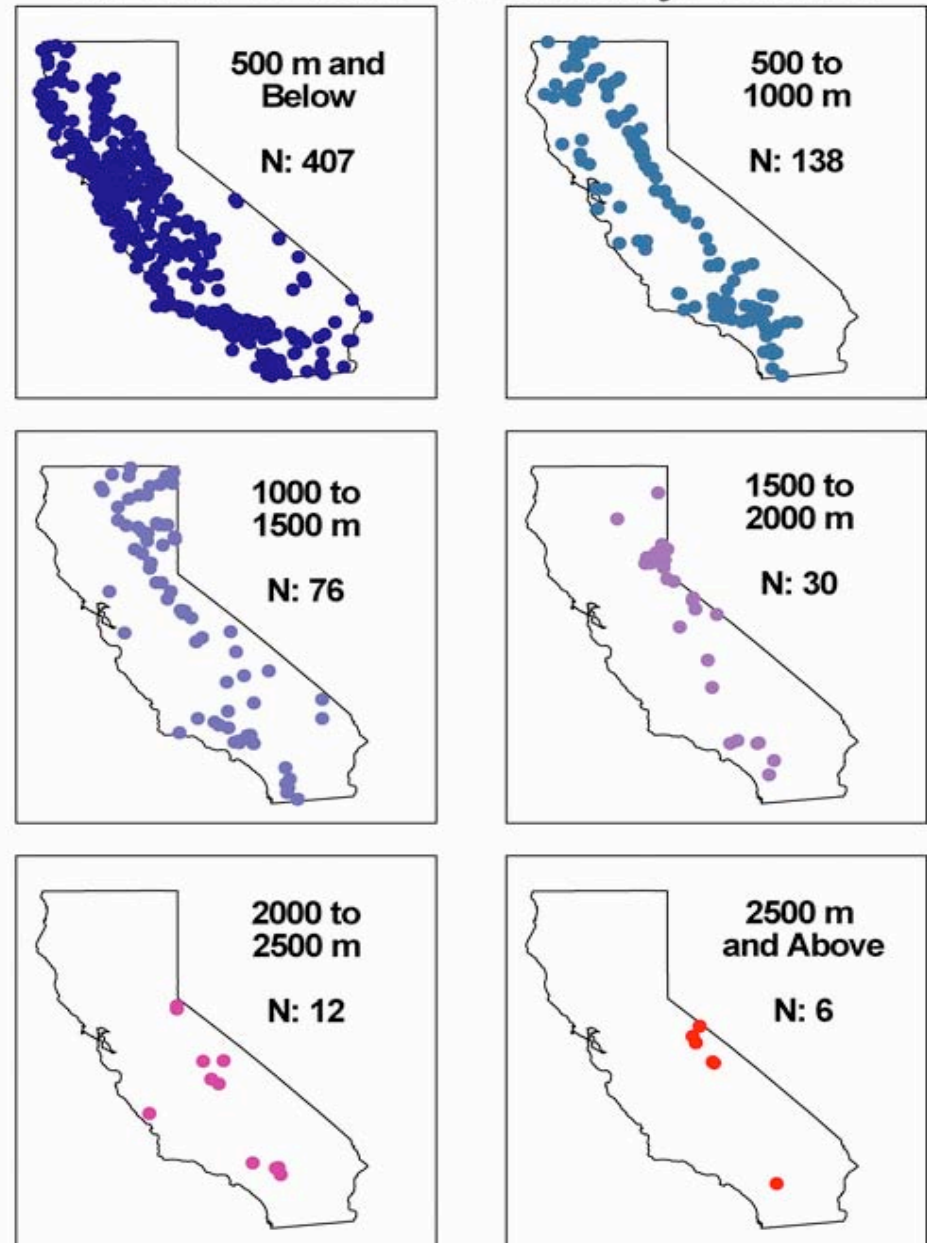 500 m and
Below
N: 407
500 to
1000 m
N: 138
1000 to
1500 m
N: 76
1500 to
2000 m
N: 30
2000 to
2500 m
N: 12
2500 m
and Above
N: 6